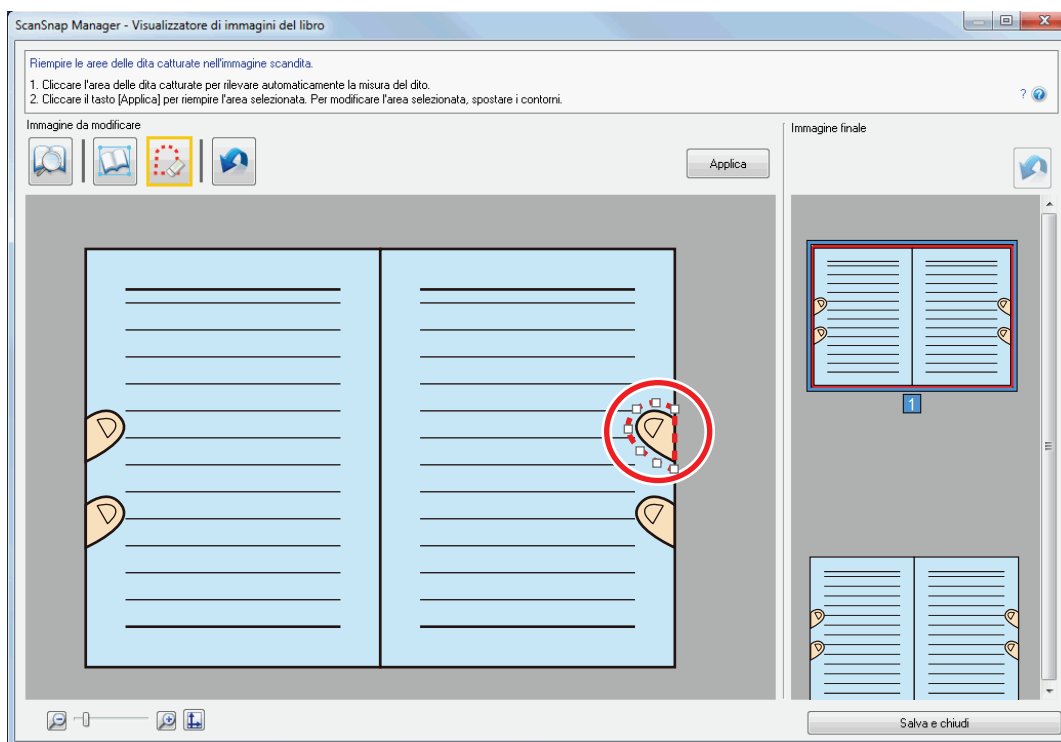 ScanSnap Manager - Visualizzatore di immagini del libro
Riempire le aree delle dita catturate nell'immagine scandita.
1. Cliccare l'area delle dita catturate per rilevare automaticamente la misura del dito.
2. Cliccare il tasto [Applica] per riempire l'area selezionata. Per modificare l'area selezionata, spostare i contorni.
?
Immagine da modificare
Immagine finale
Applica
1
Salva e chiudi